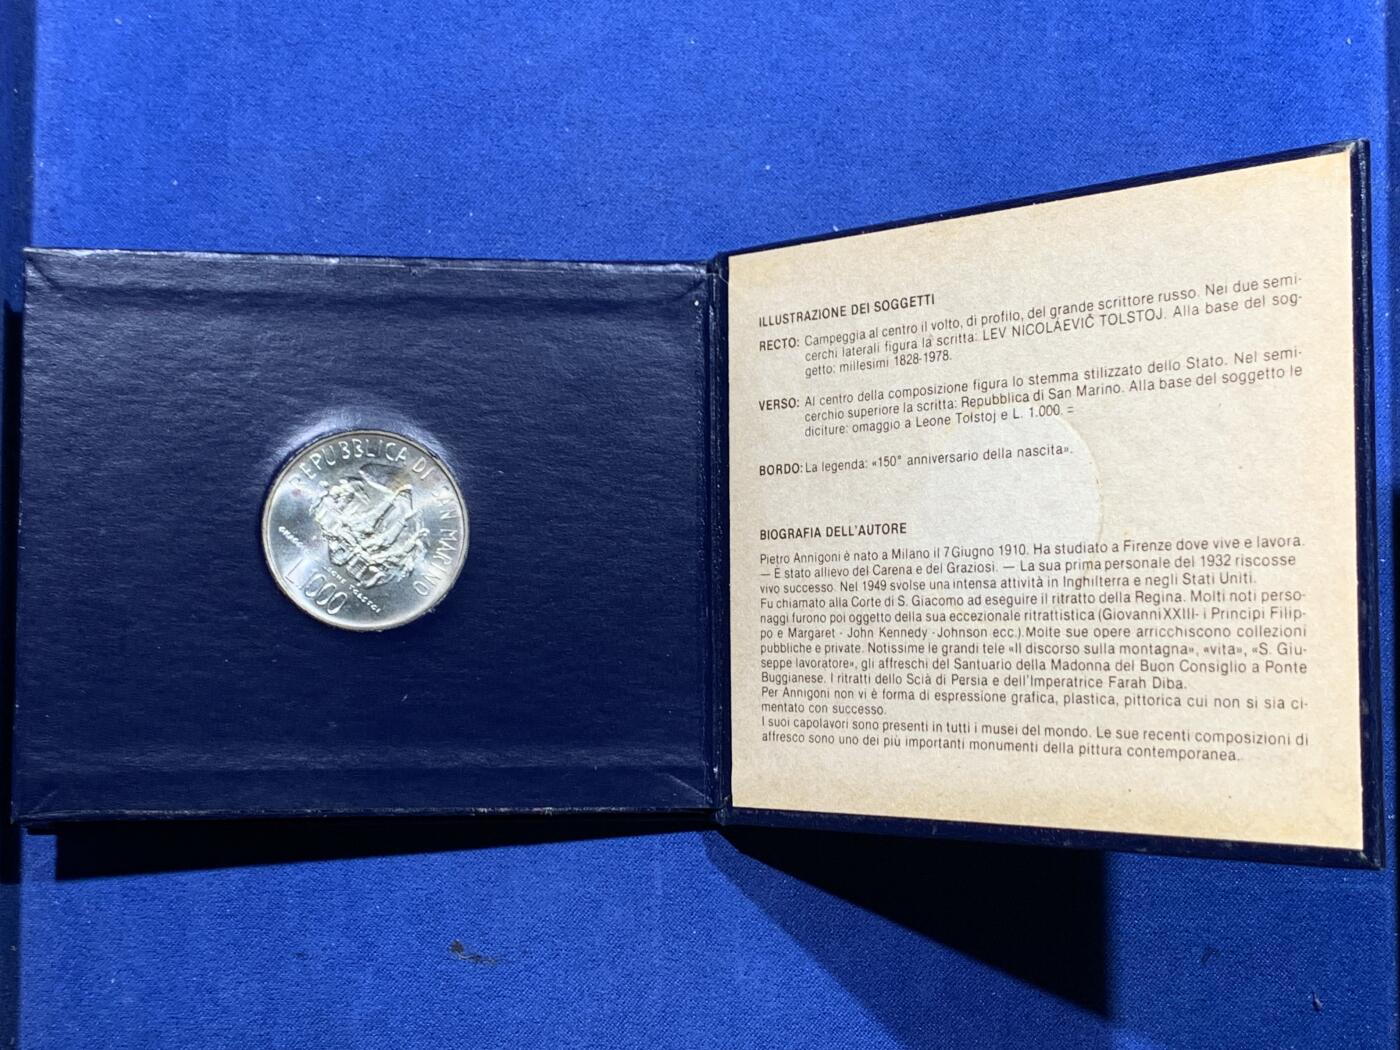 REPUBBLICA DI SAN MARINO
L. 1000
ILLUSTRAZIONE DEI SOGGETTI
RECTO: Campeggia al centro il volto, di profilo, del grande scrittore russo. Nei due semi-
cerchi laterali figura la scritta: LEV NICOLÁEVIČ TOLSTOJ. Alla base del sog-
getto: millesimi 1828-1978.
VERSO: Al centro della composizione figura lo stemma stilizzato dello Stato. Nel semi-
cerchio superiore la scritta: Repubblica di San Marino. Alla base del soggetto le
diciture: omaggio a Leone Tolstoj e L. 1.000. =
BORDO: La legenda: «150° anniversario della nascita».
BIOGRAFIA DELL'AUTORE
Pietro Annigoni è nato a Milano il 7 Giugno 1910. Ha studiato a Firenze dove vive e lavora.
— È stato allievo del Carena e del Graziosi. — La sua prima personale del 1932 riscosse
vivo successo. Nel 1949 svolse una intensa attività in Inghilterra e negli Stati Uniti.
Fu chiamato alla Corte di S. Giacomo ad eseguire il ritratto della Regina. Molti noti perso-
naggi furono poi oggetto della sua eccezionale ritrattistica (Giovanni XXIII- i Principi Filip-
po e Margaret - John Kennedy - Johnson ecc.). Molte sue opere arricchiscono collezioni
pubbliche e private. Notissime le grandi tele «Il discorso sulla montagna», «vita», «S. Giu-
seppe lavoratore», gli affreschi del Santuario della Madonna del Buon Consiglio a Ponte
Buggianese. I ritratti dello Scià di Persia e dell'Imperatrice Farah Diba.
Per Annigoni non vi è forma di espressione grafica, plastica, pittorica cui non si sia ci-
mentato con successo.
I suoi capolavori sono presenti in tutti i musei del mondo. Le sue recenti composizioni di
affresco sono uno dei più importanti monumenti della pittura contemporanea.